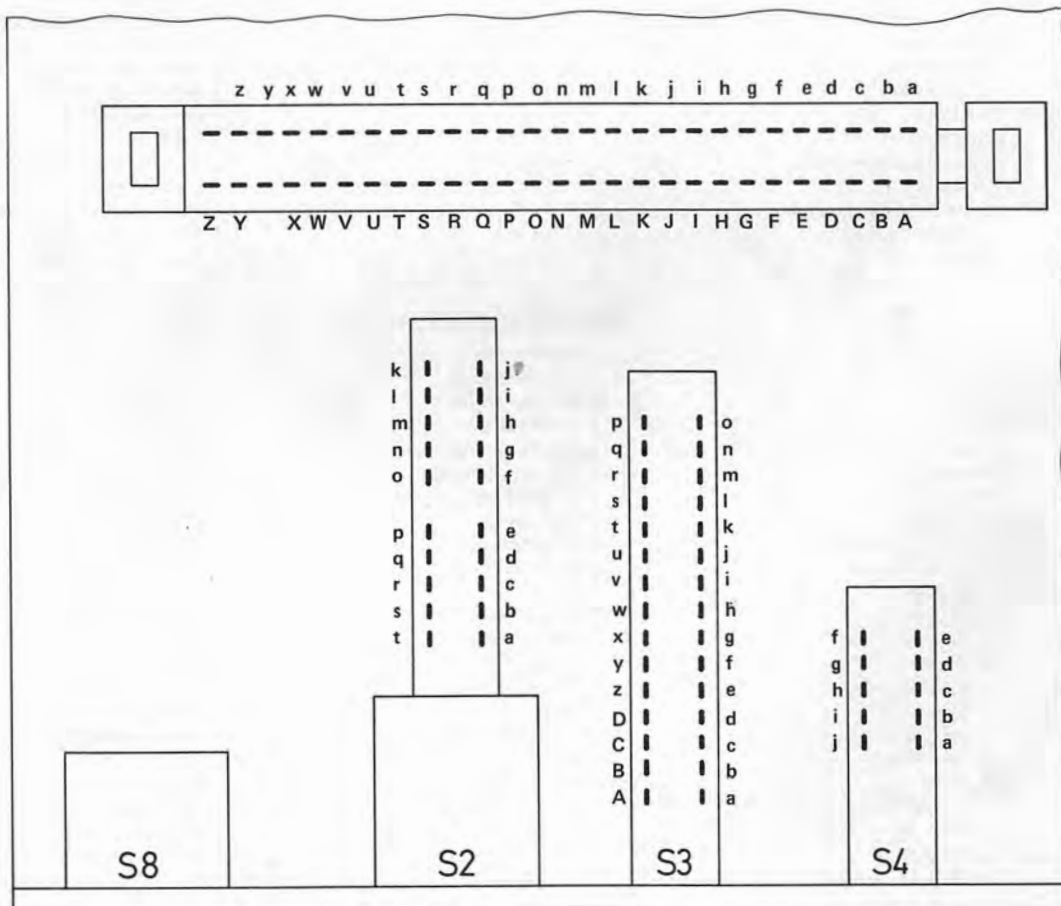 z y x w v u t s r q p o n m l k j i h g f e d c b a
Z Y X W V U T S R Q P O N M L K J I H G F E D C B A
k j
l i
m h
n g
o f
p e
q d
r c
s b
t a
p o
q n
r m
s l
t k
u j
v i
w h
x g
y f
z e
D d
C c
B b
A a
f e
g d
h c
i b
j a
S8 S2 S3 S4